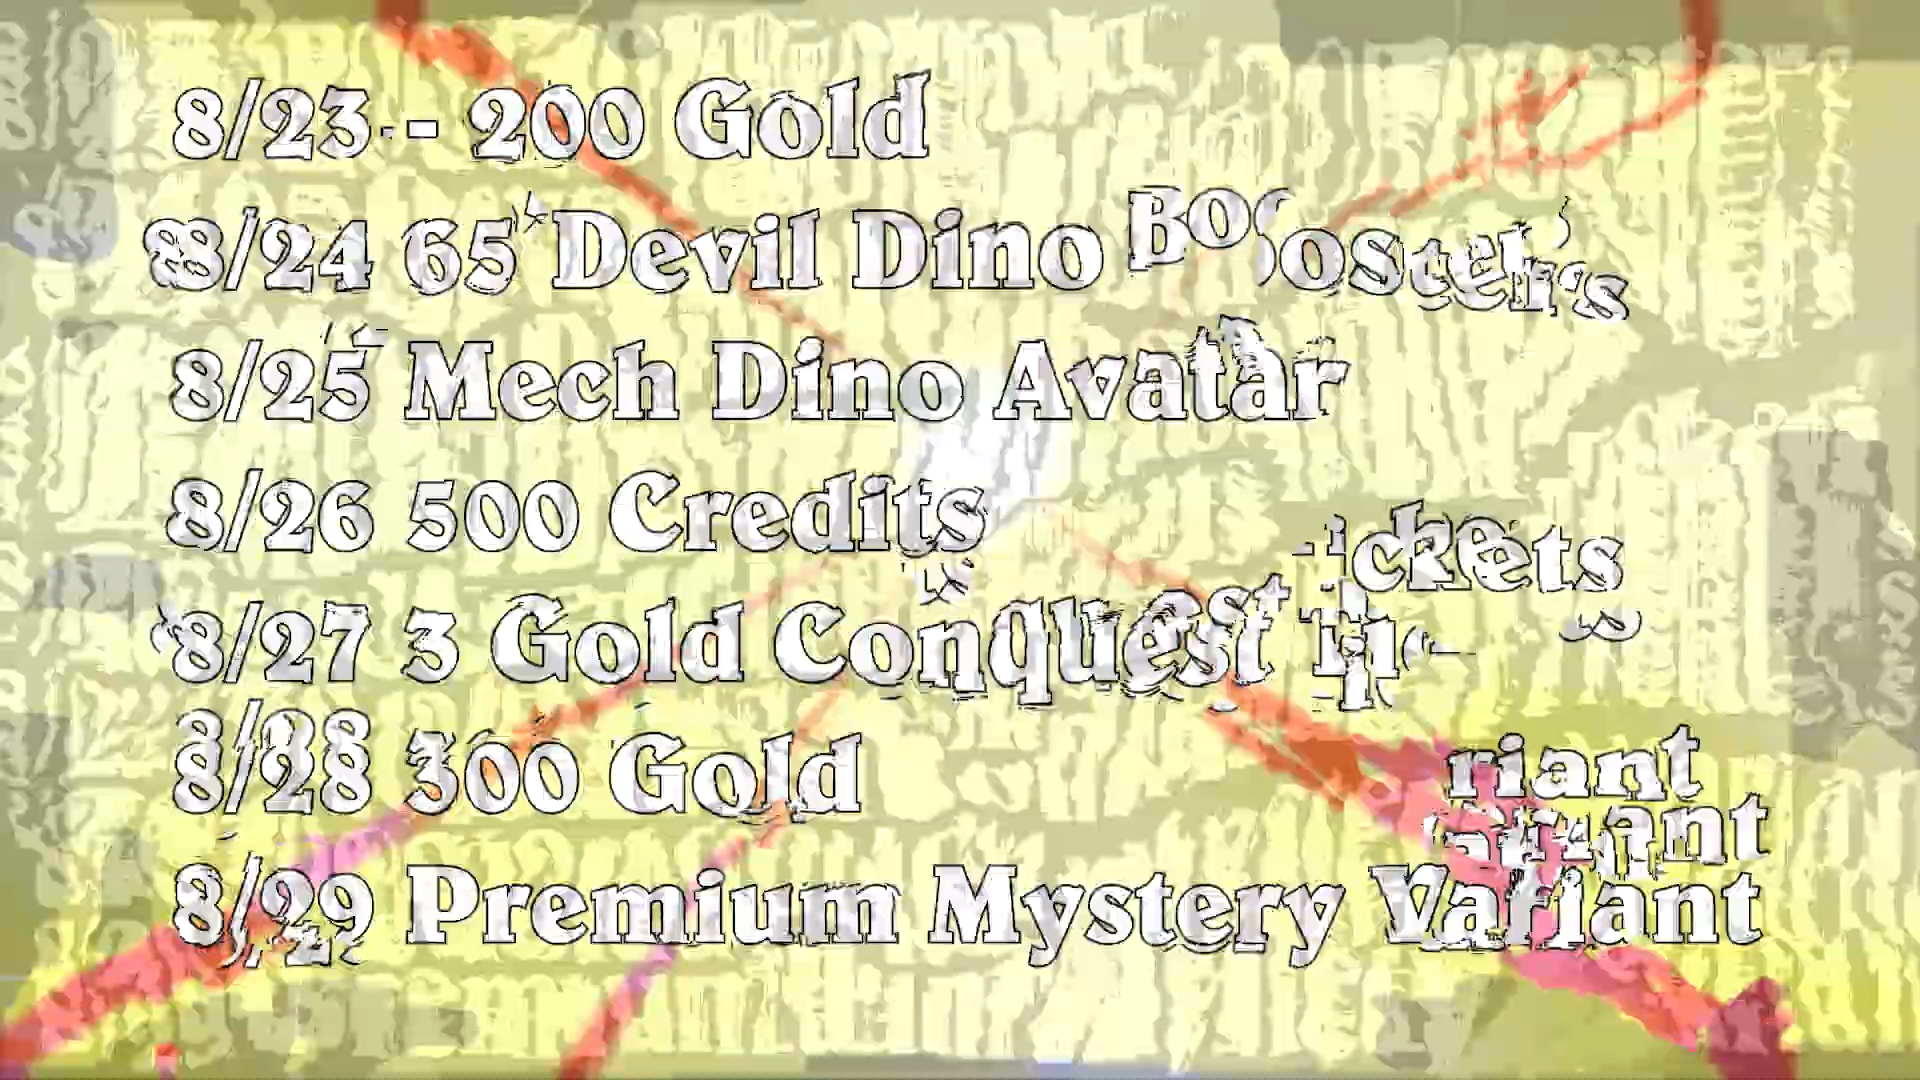 8/23 - 200 Gold
8/24 65 Devil Dino Boosters
8/25 Mech Dino Avatar
8/26 500 Credits
8/27 3 Gold Conquest Tickets
8/28 300 Gold
8/29 Premium Mystery Variant